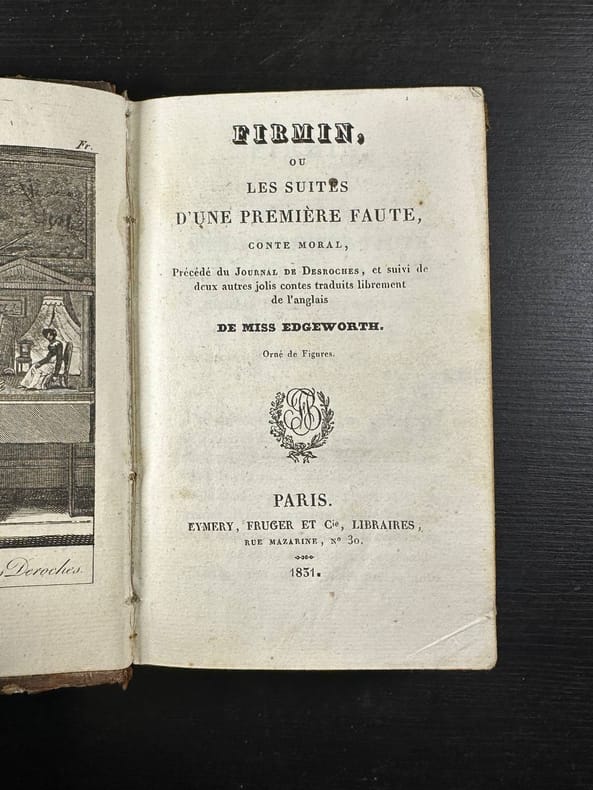 Fr.
s Deroches.
FIRMIN,
OU
LES SUITES
D'UNE PREMIÈRE FAUTE,
CONTE MORAL,
Précédé du JOURNAL DE DESROCHES, et suivi de
deux autres jolis contes traduits librement
de l'anglais
DE MISS EDGEWORTH.
Orné de Figures.
PARIS.
EYMERY, FRUGER ET Cie, LIBRAIRES,
RUE MAZARINE, Nº 30.
1831.